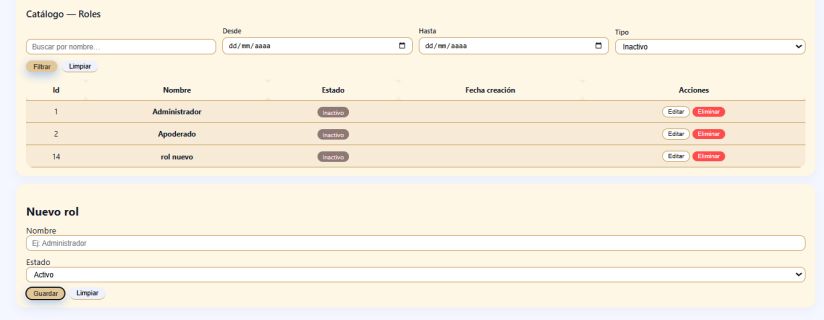 Catálogo — Roles
Desde Hasta Tipo
Buscar por nombre... dd/mm/aaaa dd/mm/aaaa Inactivo
Filtrar Limpiar
Id Nombre Estado Fecha creación Acciones
1 Administrador Inactivo Editar Eliminar
2 Apoderado Inactivo Editar Eliminar
14 rol nuevo Inactivo Editar Eliminar
Nuevo rol
Nombre
Ej: Administrador
Estado
Activo
Guardar Limpiar